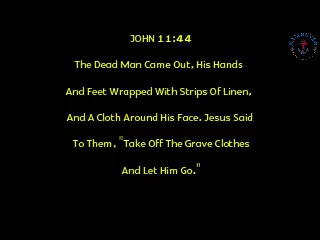 JOHN 11:44
The Dead Man Came Out, His Hands
And Feet Wrapped With Strips Of Linen,
And A Cloth Around His Face. Jesus Said
To Them, "Take Off The Grave Clothes
And Let Him Go."